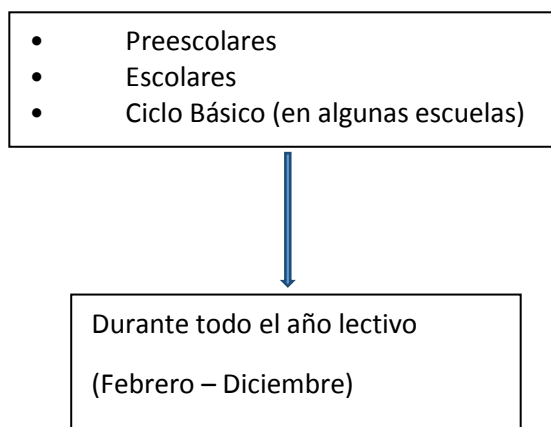 • Preescolares
• Escolares
• Ciclo Básico (en algunas escuelas)
Durante todo el año lectivo
(Febrero – Diciembre)